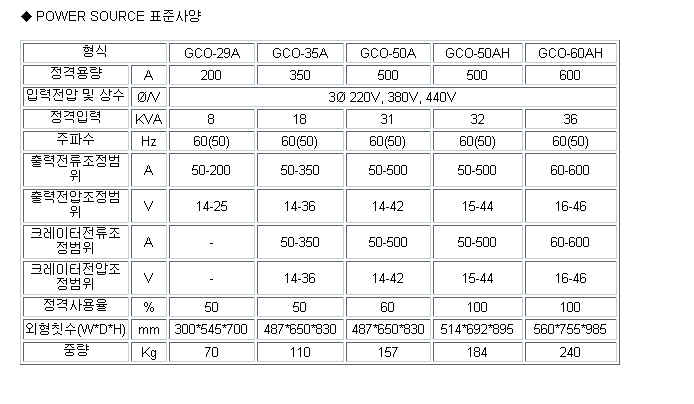 ◆ POWER SOURCE 표준사양
형식 GCO-29A GCO-35A GCO-50A GCO-50AH GCO-60AH
정격용량 A 200 350 500 500 600
입력전압 및 상수 Ø/V 3Ø 220V, 380V, 440V
정격입력 KVA 8 18 31 32 36
주파수 Hz 60(50) 60(50) 60(50) 60(50) 60(50)
출력전류조정범
위 A 50-200 50-350 50-500 50-500 60-600
출력전압조정범
위 V 14-25 14-36 14-42 15-44 16-46
크레이터전류조
정범위 A - 50-350 50-500 50-500 60-600
크레이터전압조
정범위 V - 14-36 14-42 15-44 16-46
정격사용율 % 50 50 60 100 100
외형칫수(W*D*H) mm 300*545*700 487*650*830 487*650*830 514*692*895 560*755*985
중량 Kg 70 110 157 184 240